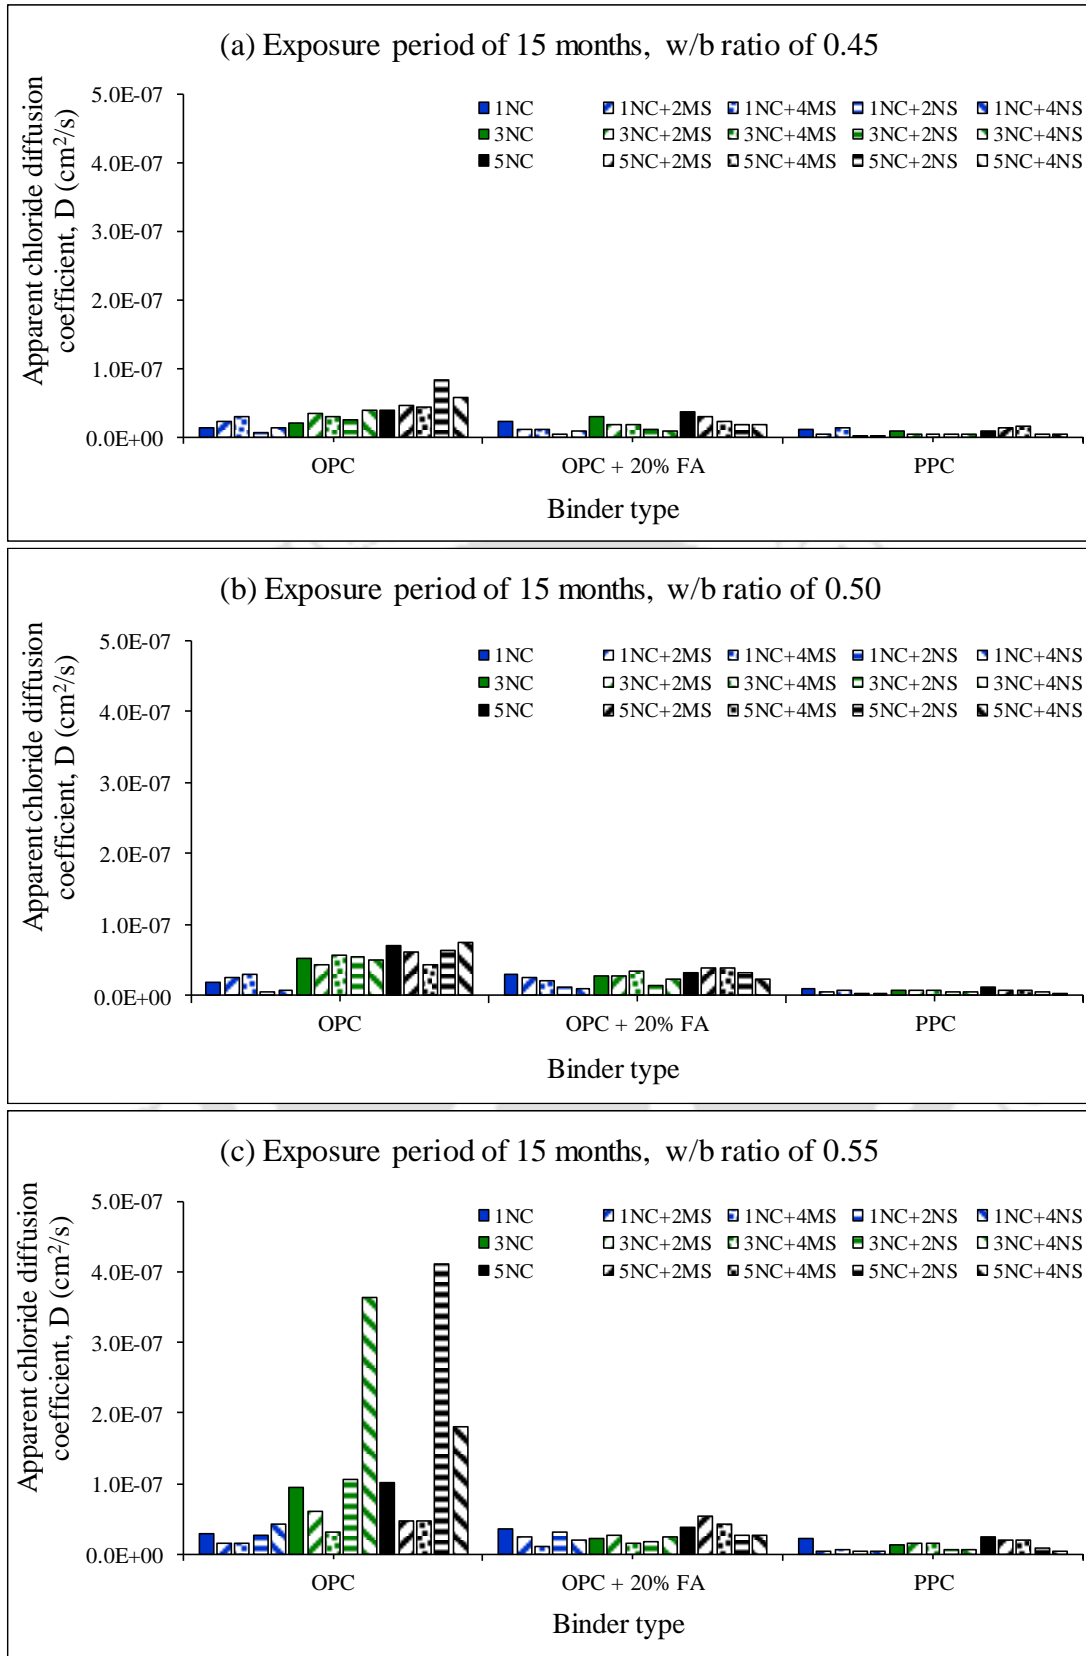 (a) Exposure period of 15 months, w/b ratio of 0.45
Apparent chloride diffusion
coefficient, D (cm²/s)
5.0E-07
4.0E-07
3.0E-07
2.0E-07
1.0E-07
0.0E+00
1NC 1NC+2MS 1NC+4MS 1NC+2NS 1NC+4NS
3NC 3NC+2MS 3NC+4MS 3NC+2NS 3NC+4NS
5NC 5NC+2MS 5NC+4MS 5NC+2NS 5NC+4NS
OPC OPC + 20% FA PPC
Binder type
(b) Exposure period of 15 months, w/b ratio of 0.50
Apparent chloride diffusion
coefficient, D (cm²/s)
5.0E-07
4.0E-07
3.0E-07
2.0E-07
1.0E-07
0.0E+00
1NC 1NC+2MS 1NC+4MS 1NC+2NS 1NC+4NS
3NC 3NC+2MS 3NC+4MS 3NC+2NS 3NC+4NS
5NC 5NC+2MS 5NC+4MS 5NC+2NS 5NC+4NS
OPC OPC + 20% FA PPC
Binder type
(c) Exposure period of 15 months, w/b ratio of 0.55
Apparent chloride diffusion
coefficient, D (cm²/s)
5.0E-07
4.0E-07
3.0E-07
2.0E-07
1.0E-07
0.0E+00
1NC 1NC+2MS 1NC+4MS 1NC+2NS 1NC+4NS
3NC 3NC+2MS 3NC+4MS 3NC+2NS 3NC+4NS
5NC 5NC+2MS 5NC+4MS 5NC+2NS 5NC+4NS
OPC OPC + 20% FA PPC
Binder type